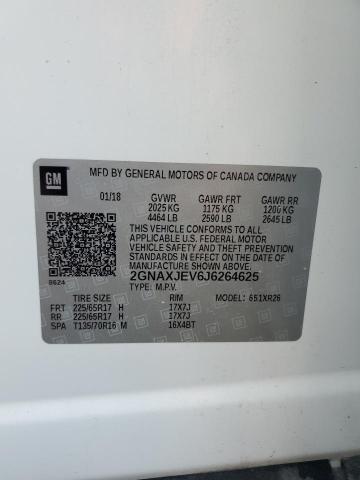 GM
MFD BY GENERAL MOTORS OF CANADA COMPANY
01/18 GVWR GAWR FRT GAWR RR
2025 KG 1175 KG 1200 KG
4464 LB 2590 LB 2645 LB
THIS VEHICLE CONFORMS TO ALL APPLICABLE
U.S. FEDERAL MOTOR
VEHICLE SAFETY AND THEFT PREVENTION
STANDARDS IN EFFECT ON THE DATE OF
MANUFACTURE SHOWN ABOVE.
8624 2GNAXJEV6J6264625
TYPE: M.P.V.
TIRE SIZE RIM MODEL: 651XR26
FRT 225/65R17 H 17X7J
RR 225/65R17 H 17X7J
SPA T135/70R16 M 16X4BT